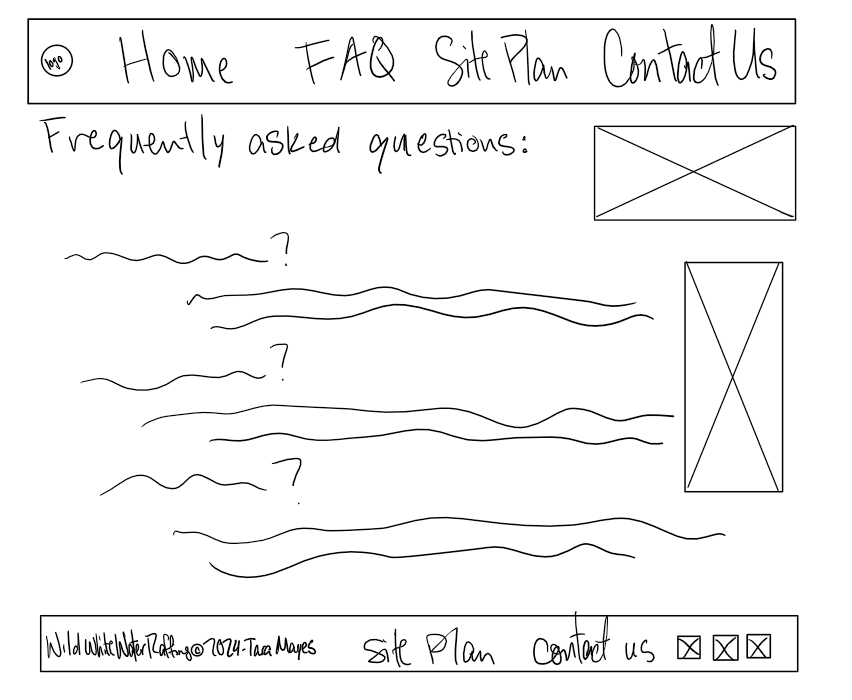 logo Home FAQ Site Plan Contact Us
Frequently asked questions:
?
?
?
Wild White Water Rafting © 2024 - Tara Mayes site Plan contact us